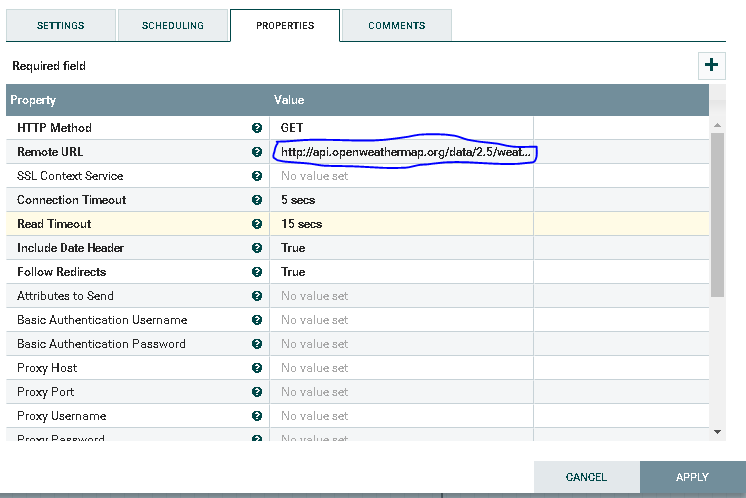 SETTINGS SCHEDULING PROPERTIES COMMENTS
Required field
Property Value
HTTP Method GET
Remote URL http://api.openweathermap.org/data/2.5/weat...
SSL Context Service No value set
Connection Timeout 5 secs
Read Timeout 15 secs
Include Date Header True
Follow Redirects True
Attributes to Send No value set
Basic Authentication Username No value set
Basic Authentication Password No value set
Proxy Host No value set
Proxy Port No value set
Proxy Username No value set
Proxy Password No value set
CANCEL APPLY